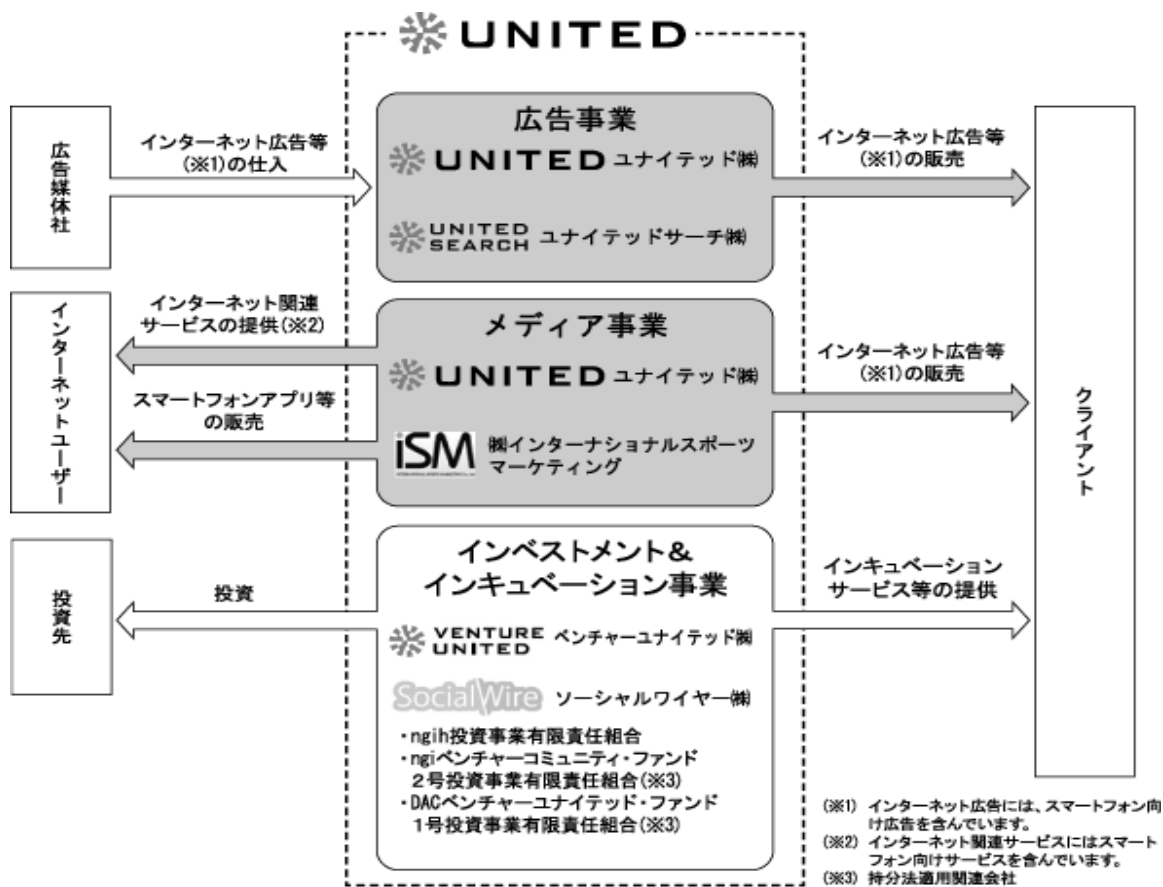 UNITED
広告媒体社
インターネット広告等
(※1)の仕入
広告事業
UNITED ユナイテッド㈱
UNITED
SEARCH ユナイテッドサーチ㈱
インターネット広告等
(※1)の販売
インターネットユーザー
インターネット関連
サービスの提供(※2)
スマートフォンアプリ等
の販売
メディア事業
UNITED ユナイテッド㈱
iSM ㈱インターナショナルスポーツ
マーケティング
インターネット広告等
(※1)の販売
クライアント
投資先
投資
インベストメント&
インキュベーション事業
VENTURE
UNITED ベンチャーユナイテッド㈱
SocialWire ソーシャルワイヤー㈱
・ngih投資事業有限責任組合
・ngiベンチャーコミュニティ・ファンド
2号投資事業有限責任組合(※3)
・DACベンチャーユナイテッド・ファンド
1号投資事業有限責任組合(※3)
インキュベーション
サービス等の提供
(※1) インターネット広告には、スマートフォン向
け広告を含んでいます。
(※2) インターネット関連サービスにはスマート
フォン向けサービスを含んでいます。
(※3) 持分法適用関連会社